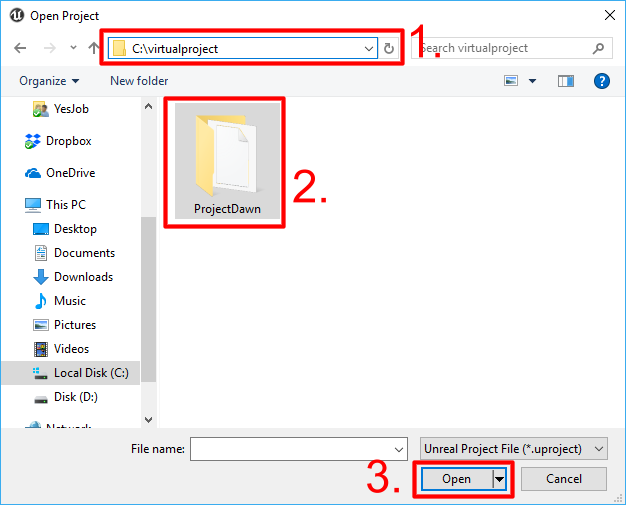 Open Project
C:\virtualproject
1.
Search virtualproject
Organize
New folder
YesJob
Dropbox
OneDrive
This PC
Desktop
Documents
Downloads
Music
Pictures
Videos
Local Disk (C:)
Disk (D:)
ProjectDawn
2.
File name:
Unreal Project File (*.uproject)
3.
Open
Cancel